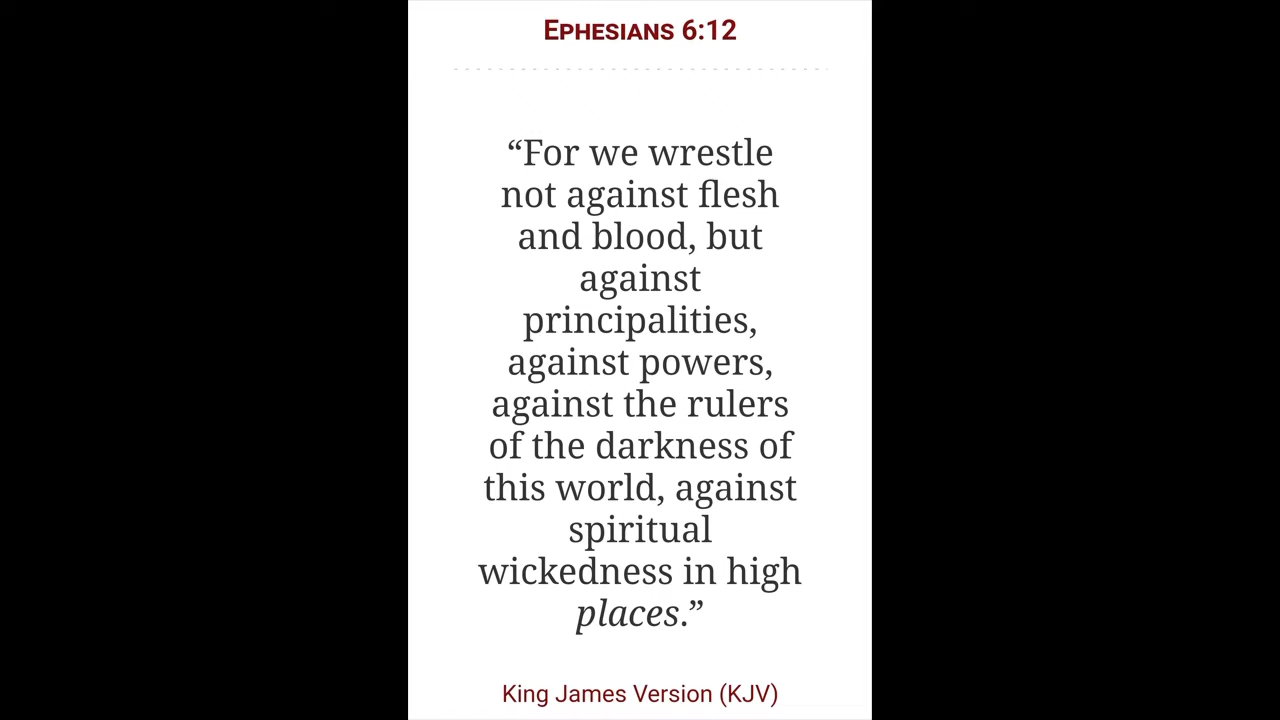 Ephesians 6:12
“For we wrestle
not against flesh
and blood, but
against
principalities,
against powers,
against the rulers
of the darkness of
this world, against
spiritual
wickedness in high
places.”
King James Version (KJV)